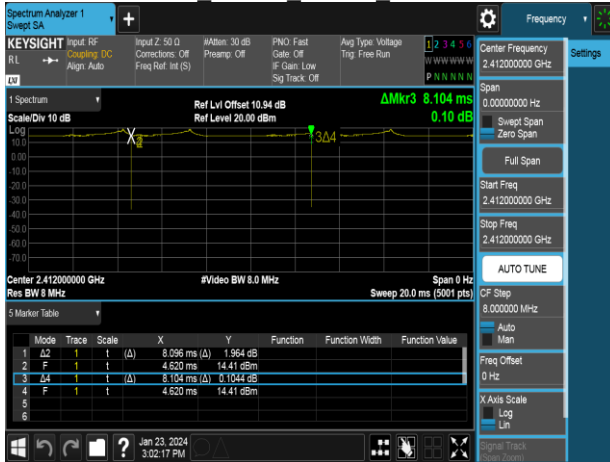 Spectrum Analyzer 1
Swept SA
+
Frequency
KEYSIGHT
RL
Input: RF
Coupling: DC
Align: Auto
Input Z: 50 Ω
Corrections: Off
Freq Ref: Int (S)
#Atten: 30 dB
Preamp: Off
PNO: Fast
Gate: Off
IF Gain: Low
Sig Track: Off
Avg Type: Voltage
Trig: Free Run
1 2 3 4 5 6
W W W W W W
P N N N N N
LXI
1 Spectrum
Scale/Div 10 dB
Ref Lvl Offset 10.94 dB
Ref Level 20.00 dBm
ΔMkr3 8.104 ms
0.10 dB
Log
10.0
0.00
-10.0
-20.0
-30.0
-40.0
-50.0
-60.0
-70.0
3Δ4
Center 2.412000000 GHz
Res BW 8 MHz
#Video BW 8.0 MHz
Span 0 Hz
Sweep 20.0 ms (5001 pts)
5 Marker Table
Mode Trace Scale X Y Function Function Width Function Value
1 Δ2 1 t (Δ) 8.096 ms (Δ) 1.964 dB
2 F 1 t 4.620 ms 14.41 dBm
3 Δ4 1 t (Δ) 8.104 ms (Δ) 0.1044 dB
4 F 1 t 4.620 ms 14.41 dBm
5
6
?
Jan 23, 2024
3:02:17 PM
Settings
Center Frequency
2.412000000 GHz
Span
0.00000000 Hz
Swept Span
Zero Span
Full Span
Start Freq
2.412000000 GHz
Stop Freq
2.412000000 GHz
AUTO TUNE
CF Step
8.000000 MHz
Auto
Man
Freq Offset
0 Hz
X Axis Scale
Log
Lin
Signal Track
(Span Zoom)